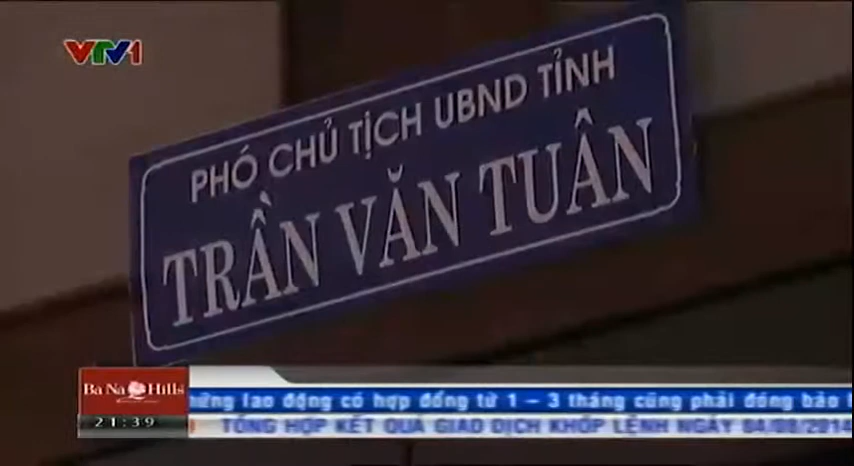 VTV1
PHÓ CHỦ TỊCH UBND TỈNH
TRẦN VĂN TUÂN
Ba Na Hills
21:39
những lao động có hợp đồng từ 1 – 3 tháng cũng phải đóng bảo
TỔNG HỢP KẾT QUẢ GIAO DỊCH KHỚP LỆNH NGÀY 04/08/2014